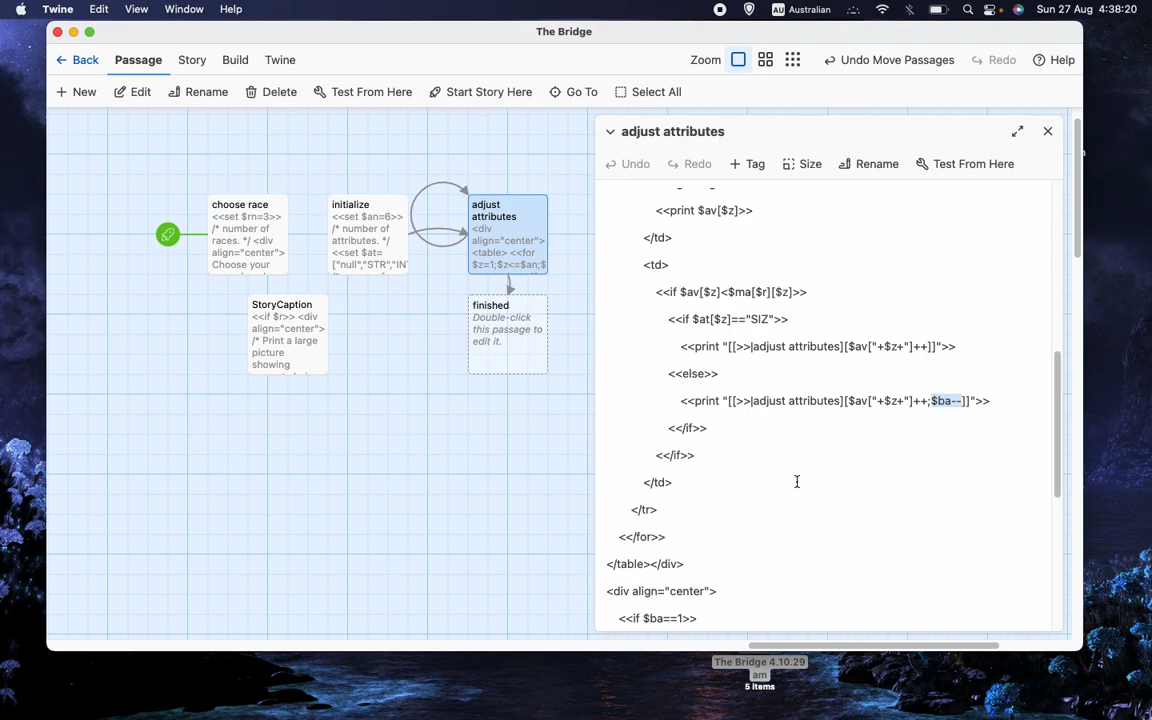 Twine Edit View Window Help AU Australian Sun 27 Aug 4:38:20
The Bridge
Back Passage Story Build Twine Zoom Undo Move Passages Redo Help
New Edit Rename Delete Test From Here Start Story Here Go To Select All
choose race
<<set $rn=3>>
/* number of
races. */ <div
align="center">
Choose your
initialize
<<set $an=6>>
/* number of
attributes. */
<<set $at=
["null","STR","INT
adjust
attributes
<div
align="center">
<table> <<for
$z=1;$z<=$an;$
StoryCaption
<<if $r>> <div
align="center">
/* Print a large
picture
showing
finished
Double-click
this passage to
edit it.
adjust attributes
Undo Redo Tag Size Rename Test From Here
<<print $av[$z]>>
</td>
<td>
<<if $av[$z]<$ma[$r][$z]>>
<<if $at[$z]=="SIZ">>
<<print "[[>>|adjust attributes][$av["+$z+"]++]]">>
<<else>>
<<print "[[>>|adjust attributes][$av["+$z+"]++;$ba--]]">>
<</if>>
<</if>>
</td>
</tr>
<</for>>
</table></div>
<div align="center">
<<if $ba==1>>
The Bridge 4.10.29
am
5 items